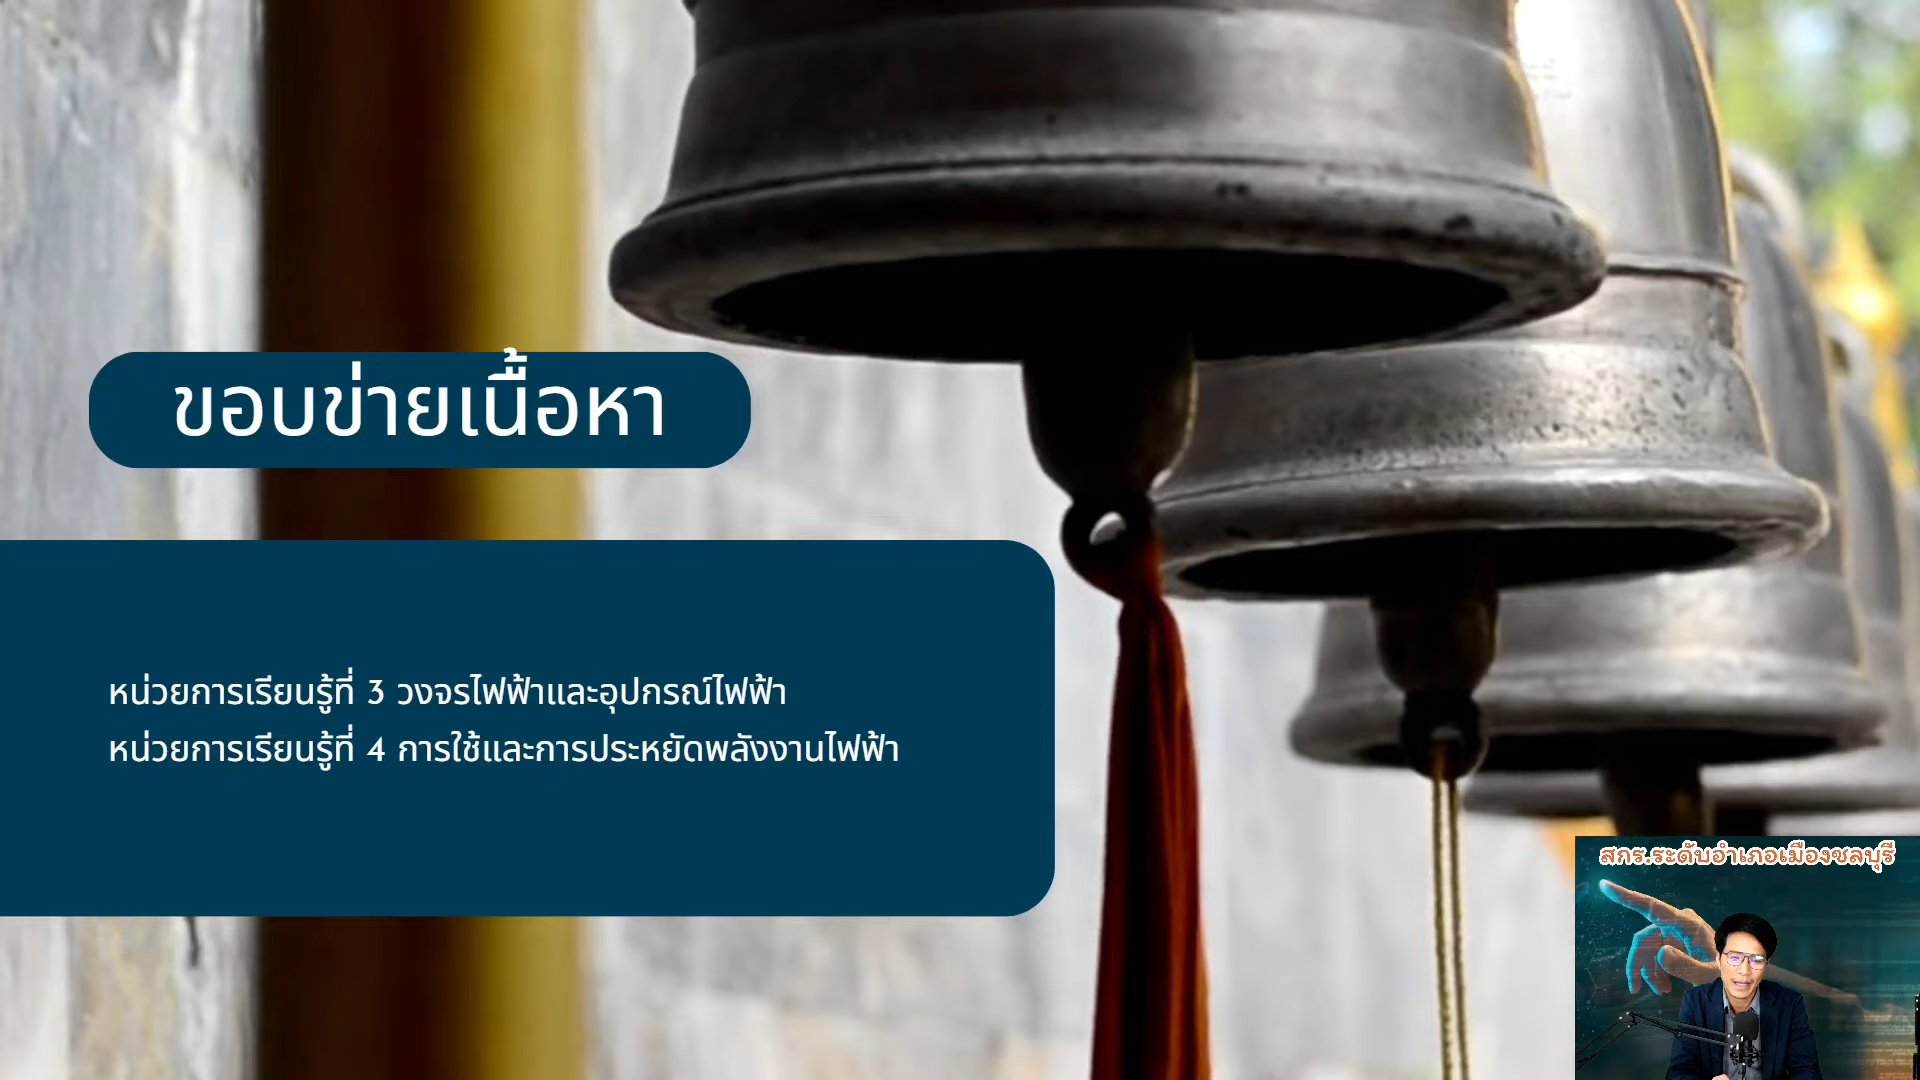 ขอบข่ายเนื้อหา
หน่วยการเรียนรู้ที่ 3 วงจรไฟฟ้าและอุปกรณ์ไฟฟ้า
หน่วยการเรียนรู้ที่ 4 การใช้และการประหยัดพลังงานไฟฟ้า
สกร.ระดับอำเภอเมืองชลบุรี